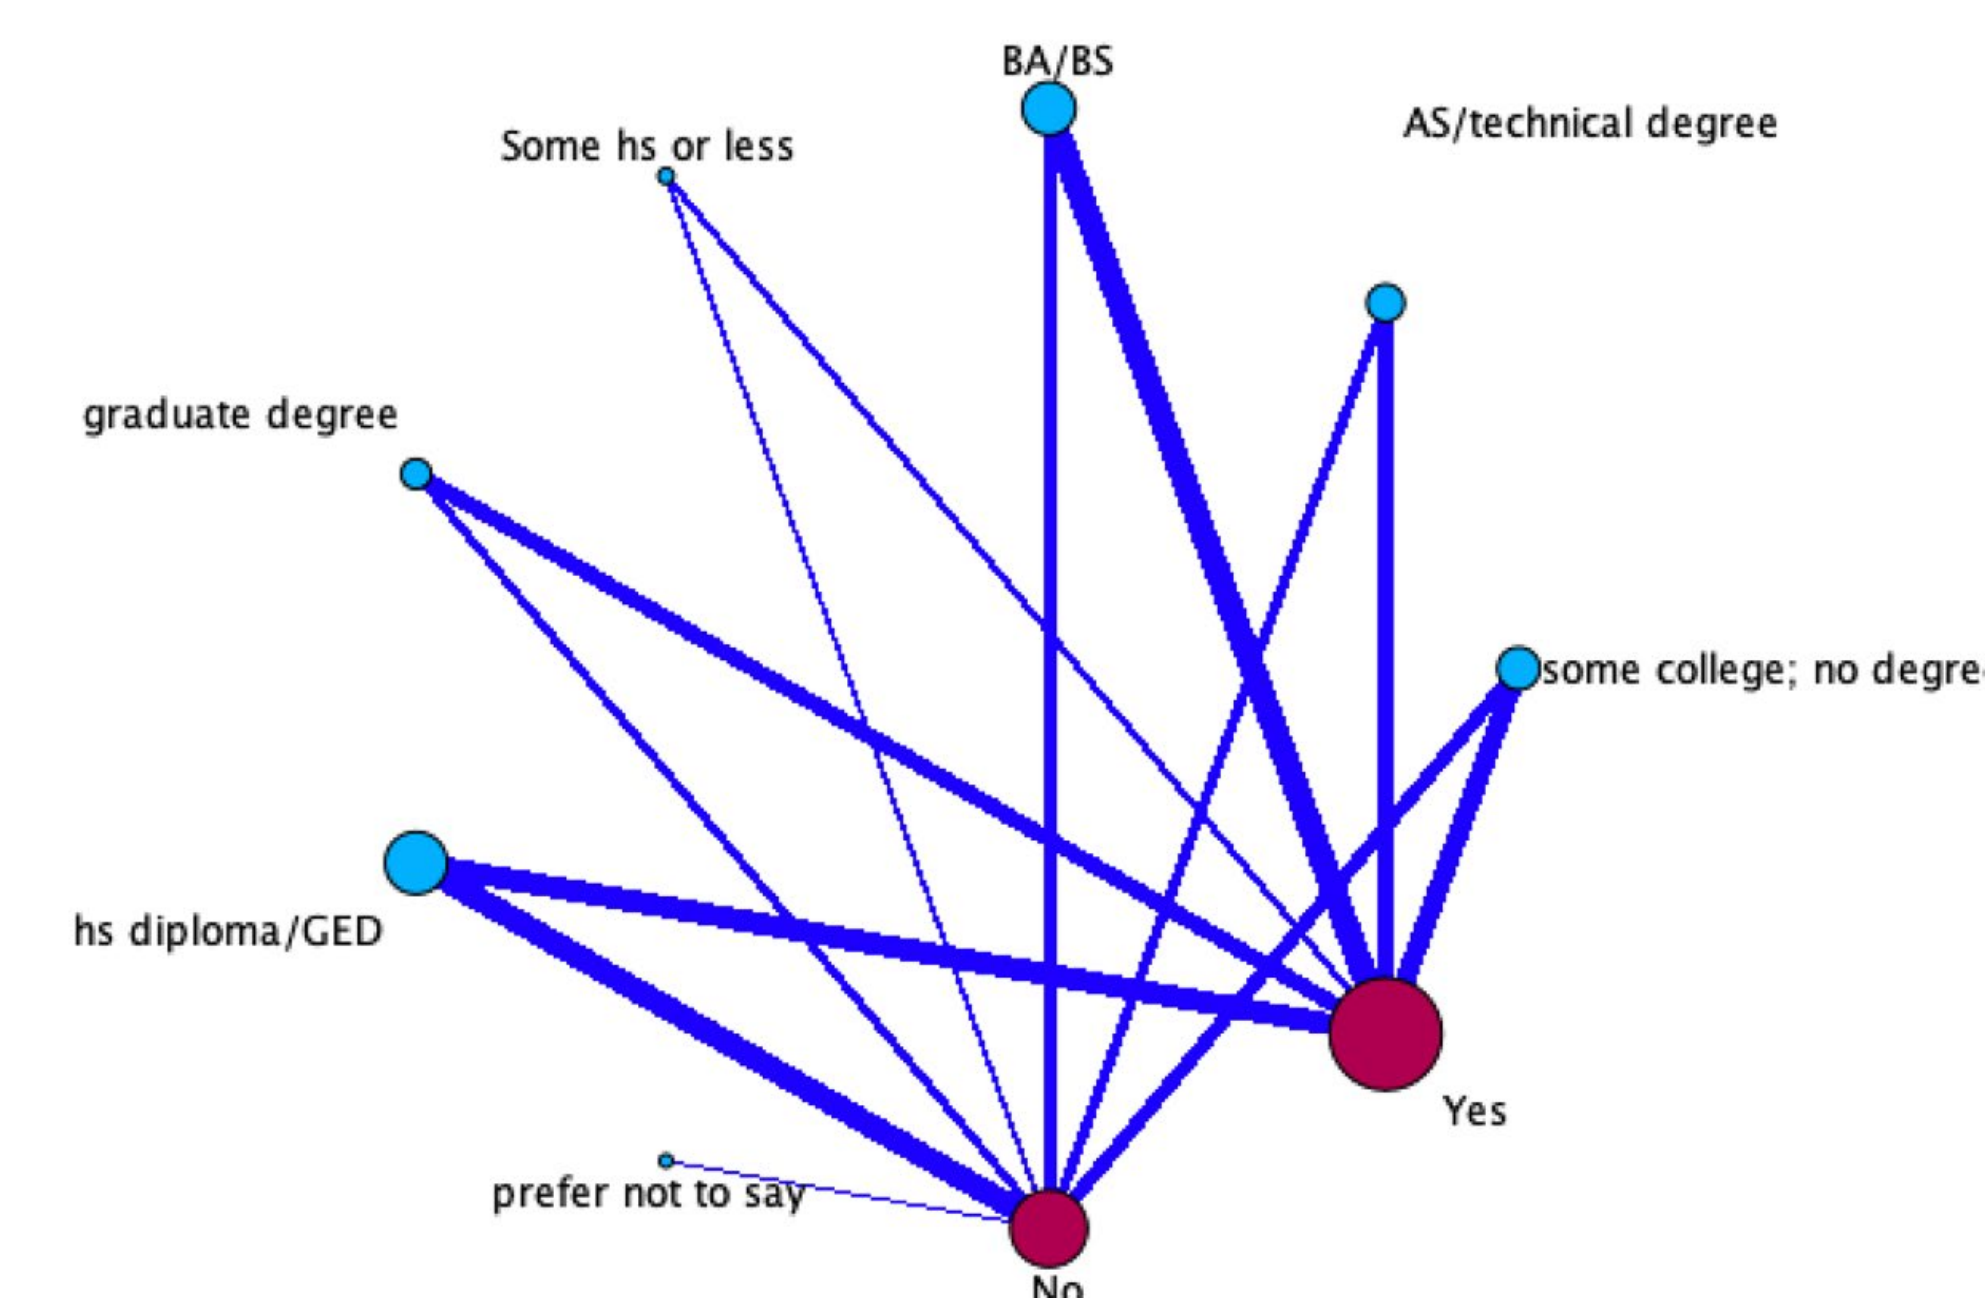 BA/BS
AS/technical degree
Some hs or less
graduate degree
some college; no degre
hs diploma/GED
Yes
prefer not to say
No